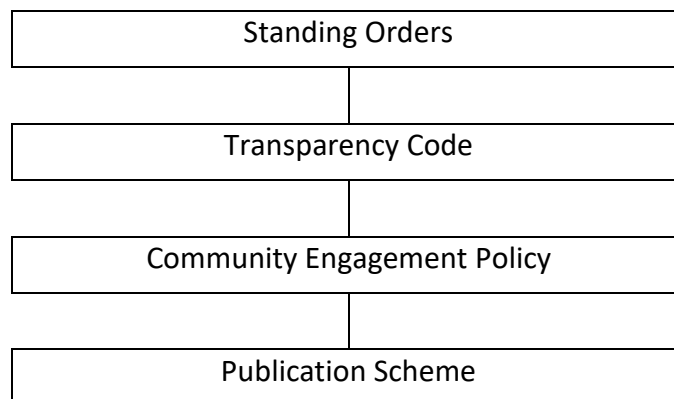 Standing Orders
Transparency Code
Community Engagement Policy
Publication Scheme